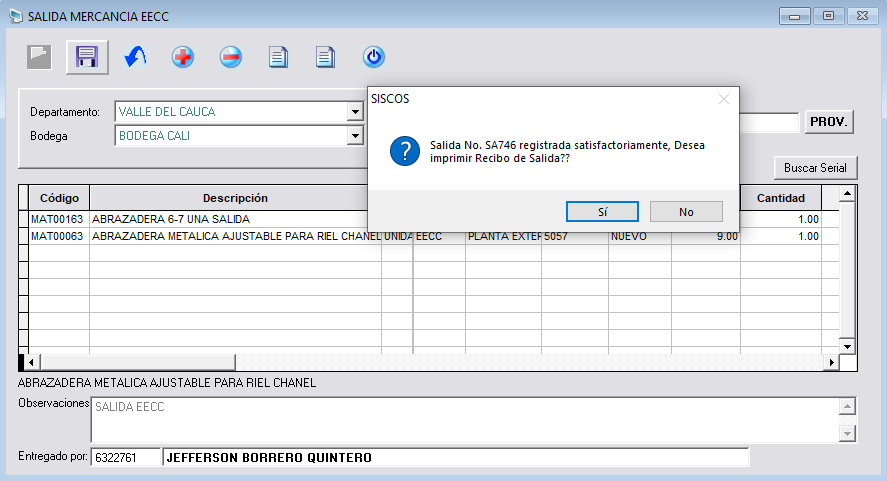 SALIDA MERCANCIA EECC
SISCOS
Departamento: VALLE DEL CAUCA
Bodega BODEGA CALI
PROV.
Salida No. SA746 registrada satisfactoriamente, Desea
imprimir Recibo de Salida??
Sí No
Buscar Serial
Código Descripción Cantidad
MAT00163 ABRAZADERA 6-7 UNA SALIDA 1.00
MAT00063 ABRAZADERA METALICA AJUSTABLE PARA RIEL CHANEL UNIDA EECC PLANTA EXTER 5057 NUEVO 9.00 1.00
ABRAZADERA METALICA AJUSTABLE PARA RIEL CHANEL
Observaciones SALIDA EECC
Entregado por: 6322761 JEFFERSON BORRERO QUINTERO